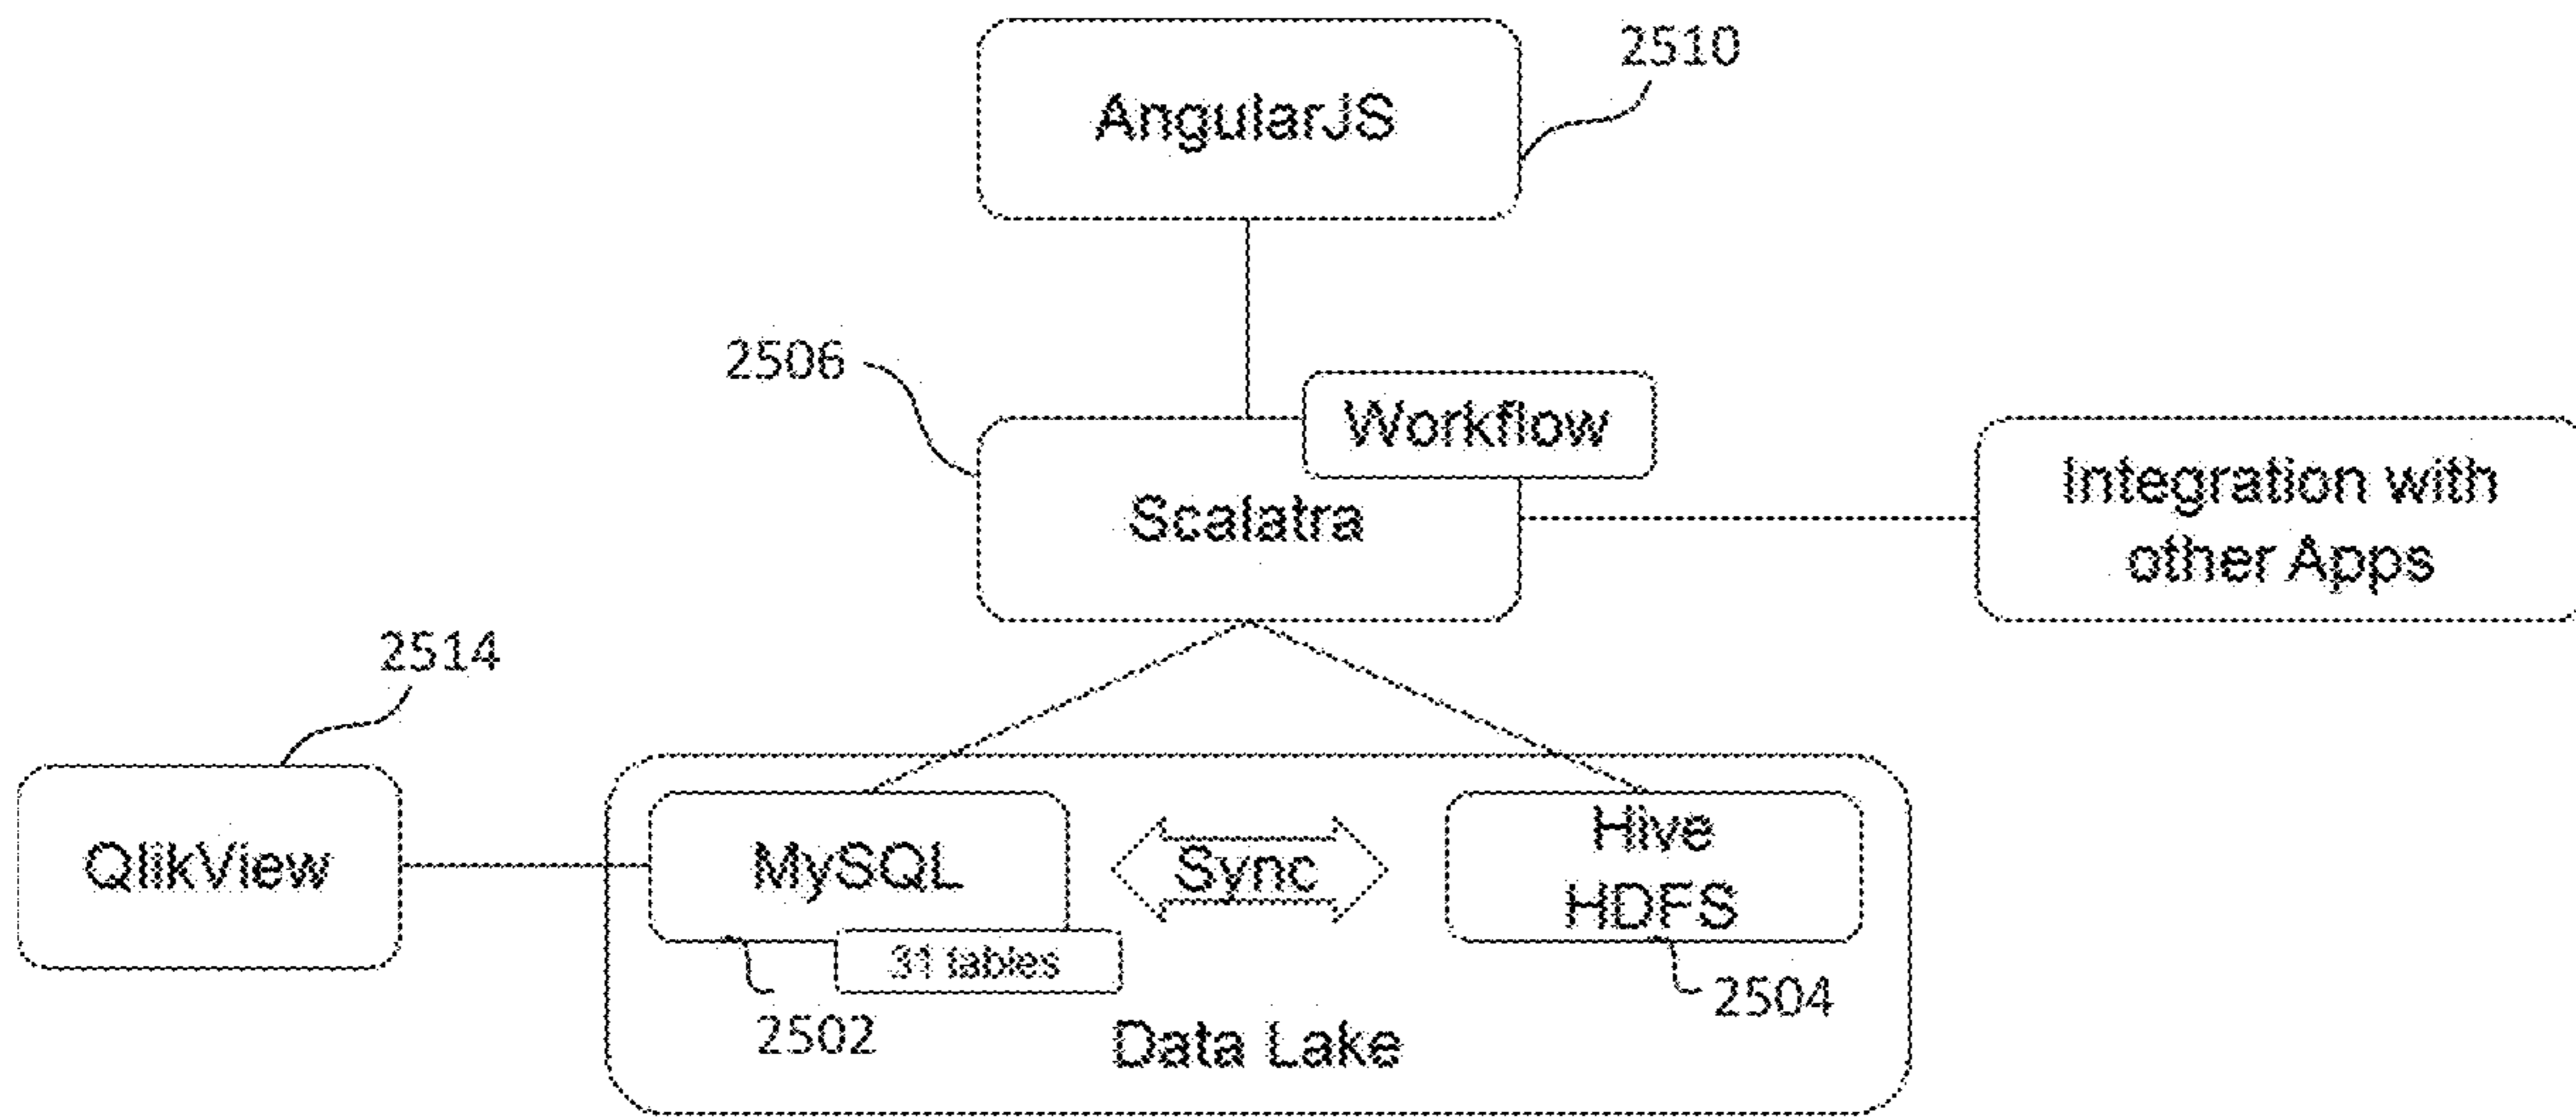 2510
AngularJS
2506
Workflow
Scalatra
Integration with
other Apps
2514
QlikView
MySQL
Sync
Hive
HDFS
31 tables
2502
2504
Data Lake